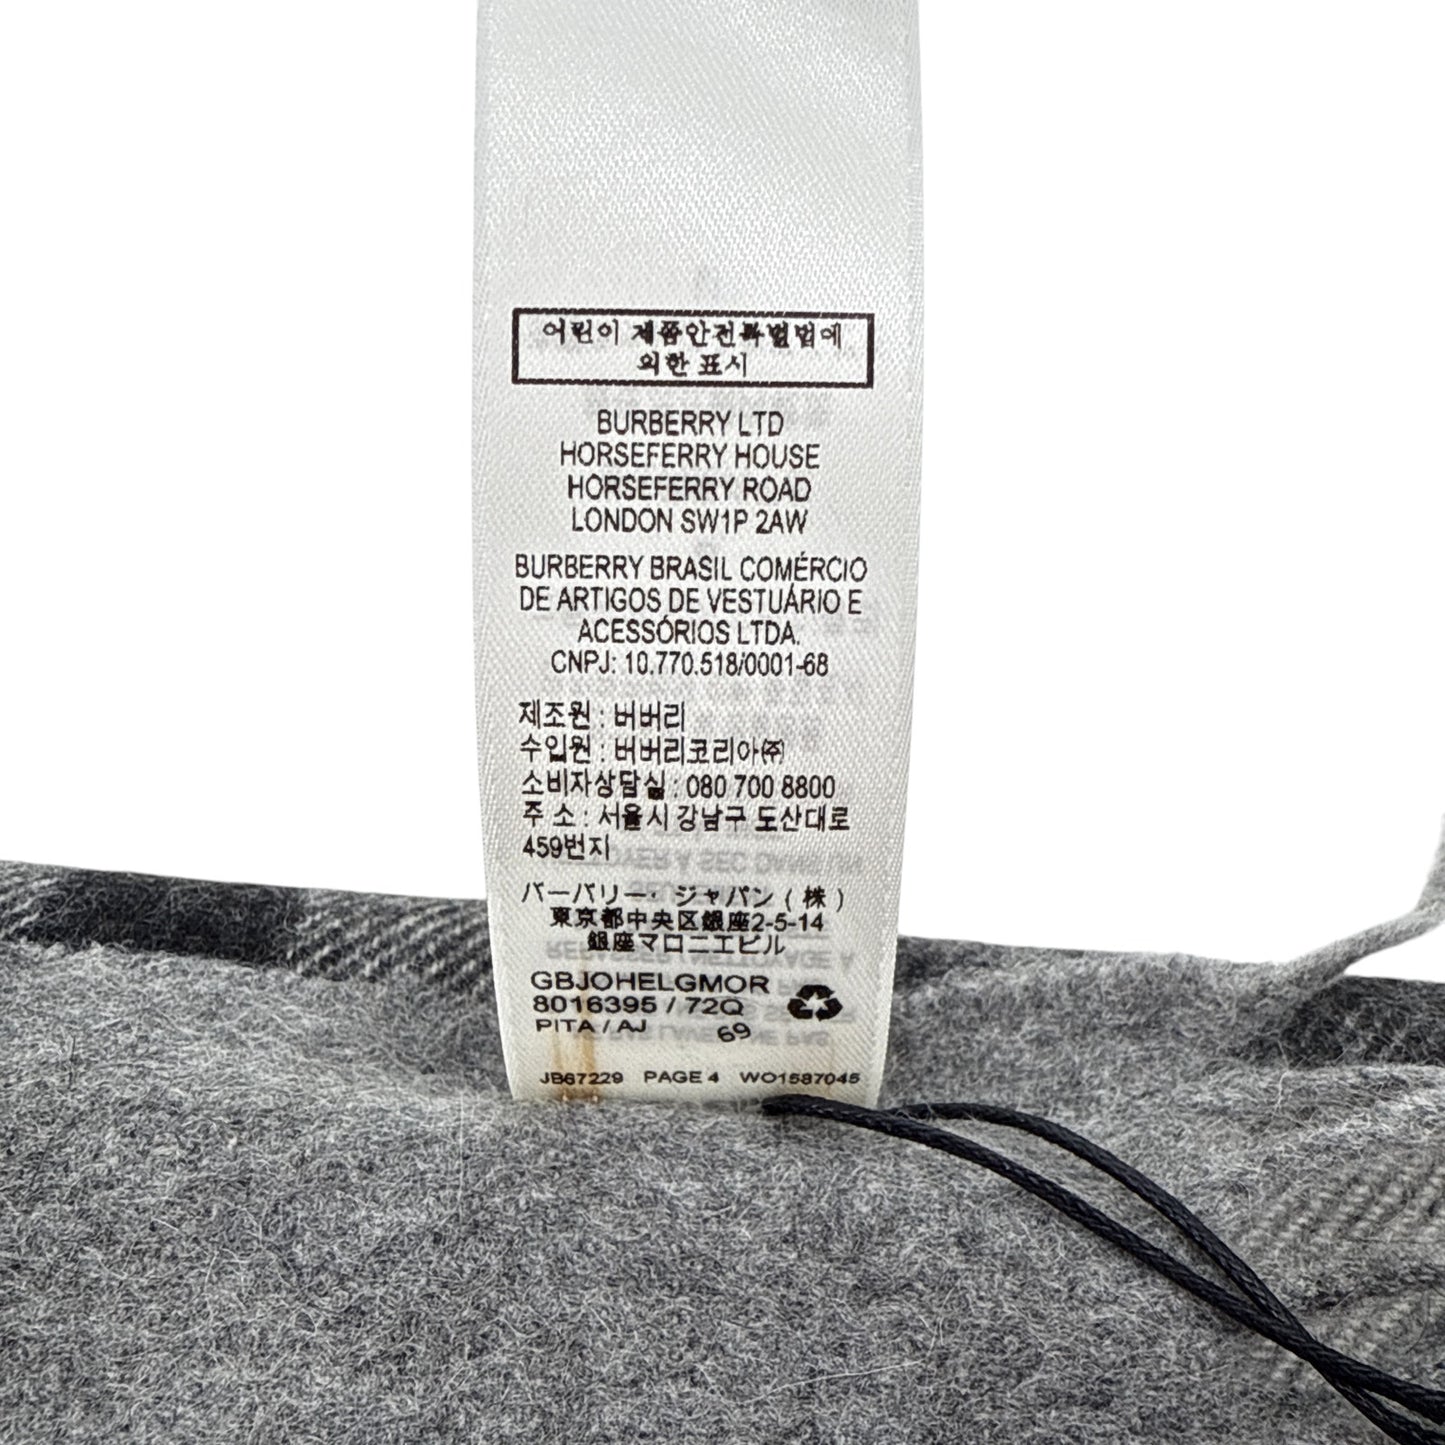 어린이 제품안전특별법에
의한 표시
BURBERRY LTD
HORSEFERRY HOUSE
HORSEFERRY ROAD
LONDON SW1P 2AW
BURBERRY BRASIL COMÉRCIO
DE ARTIGOS DE VESTUÁRIO E
ACESSÓRIOS LTDA.
CNPJ: 10.770.518/0001-68
제조원 : 버버리
수입원 : 버버리코리아㈜
소비자상담실 : 080 700 8800
주 소 : 서울시 강남구 도산대로
459번지
バーバリー・ジャパン(株)
東京都中央区銀座2-5-14
銀座マロニエビル
GBJOHELGMOR
8016395 / 72Q
PITA / AJ 69
JB67229 PAGE 4 WO1587045